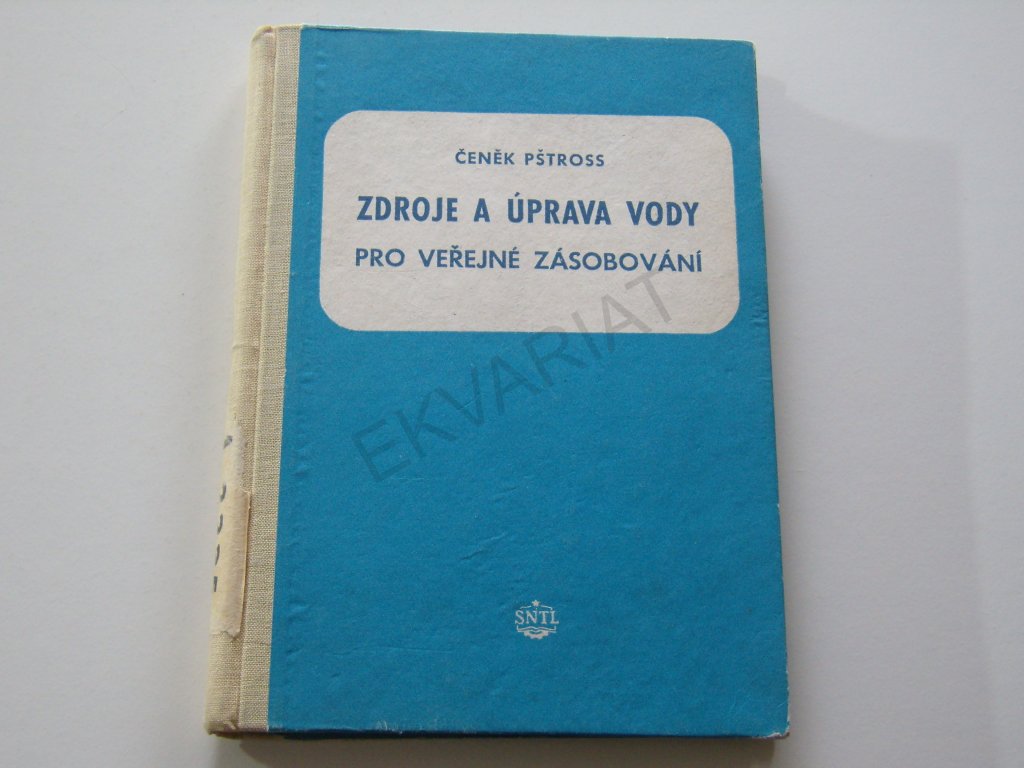 ČENĚK PŠTROSS
ZDROJE A ÚPRAVA VODY
PRO VEŘEJNÉ ZÁSOBOVÁNÍ
EKVARIAT
SNTL